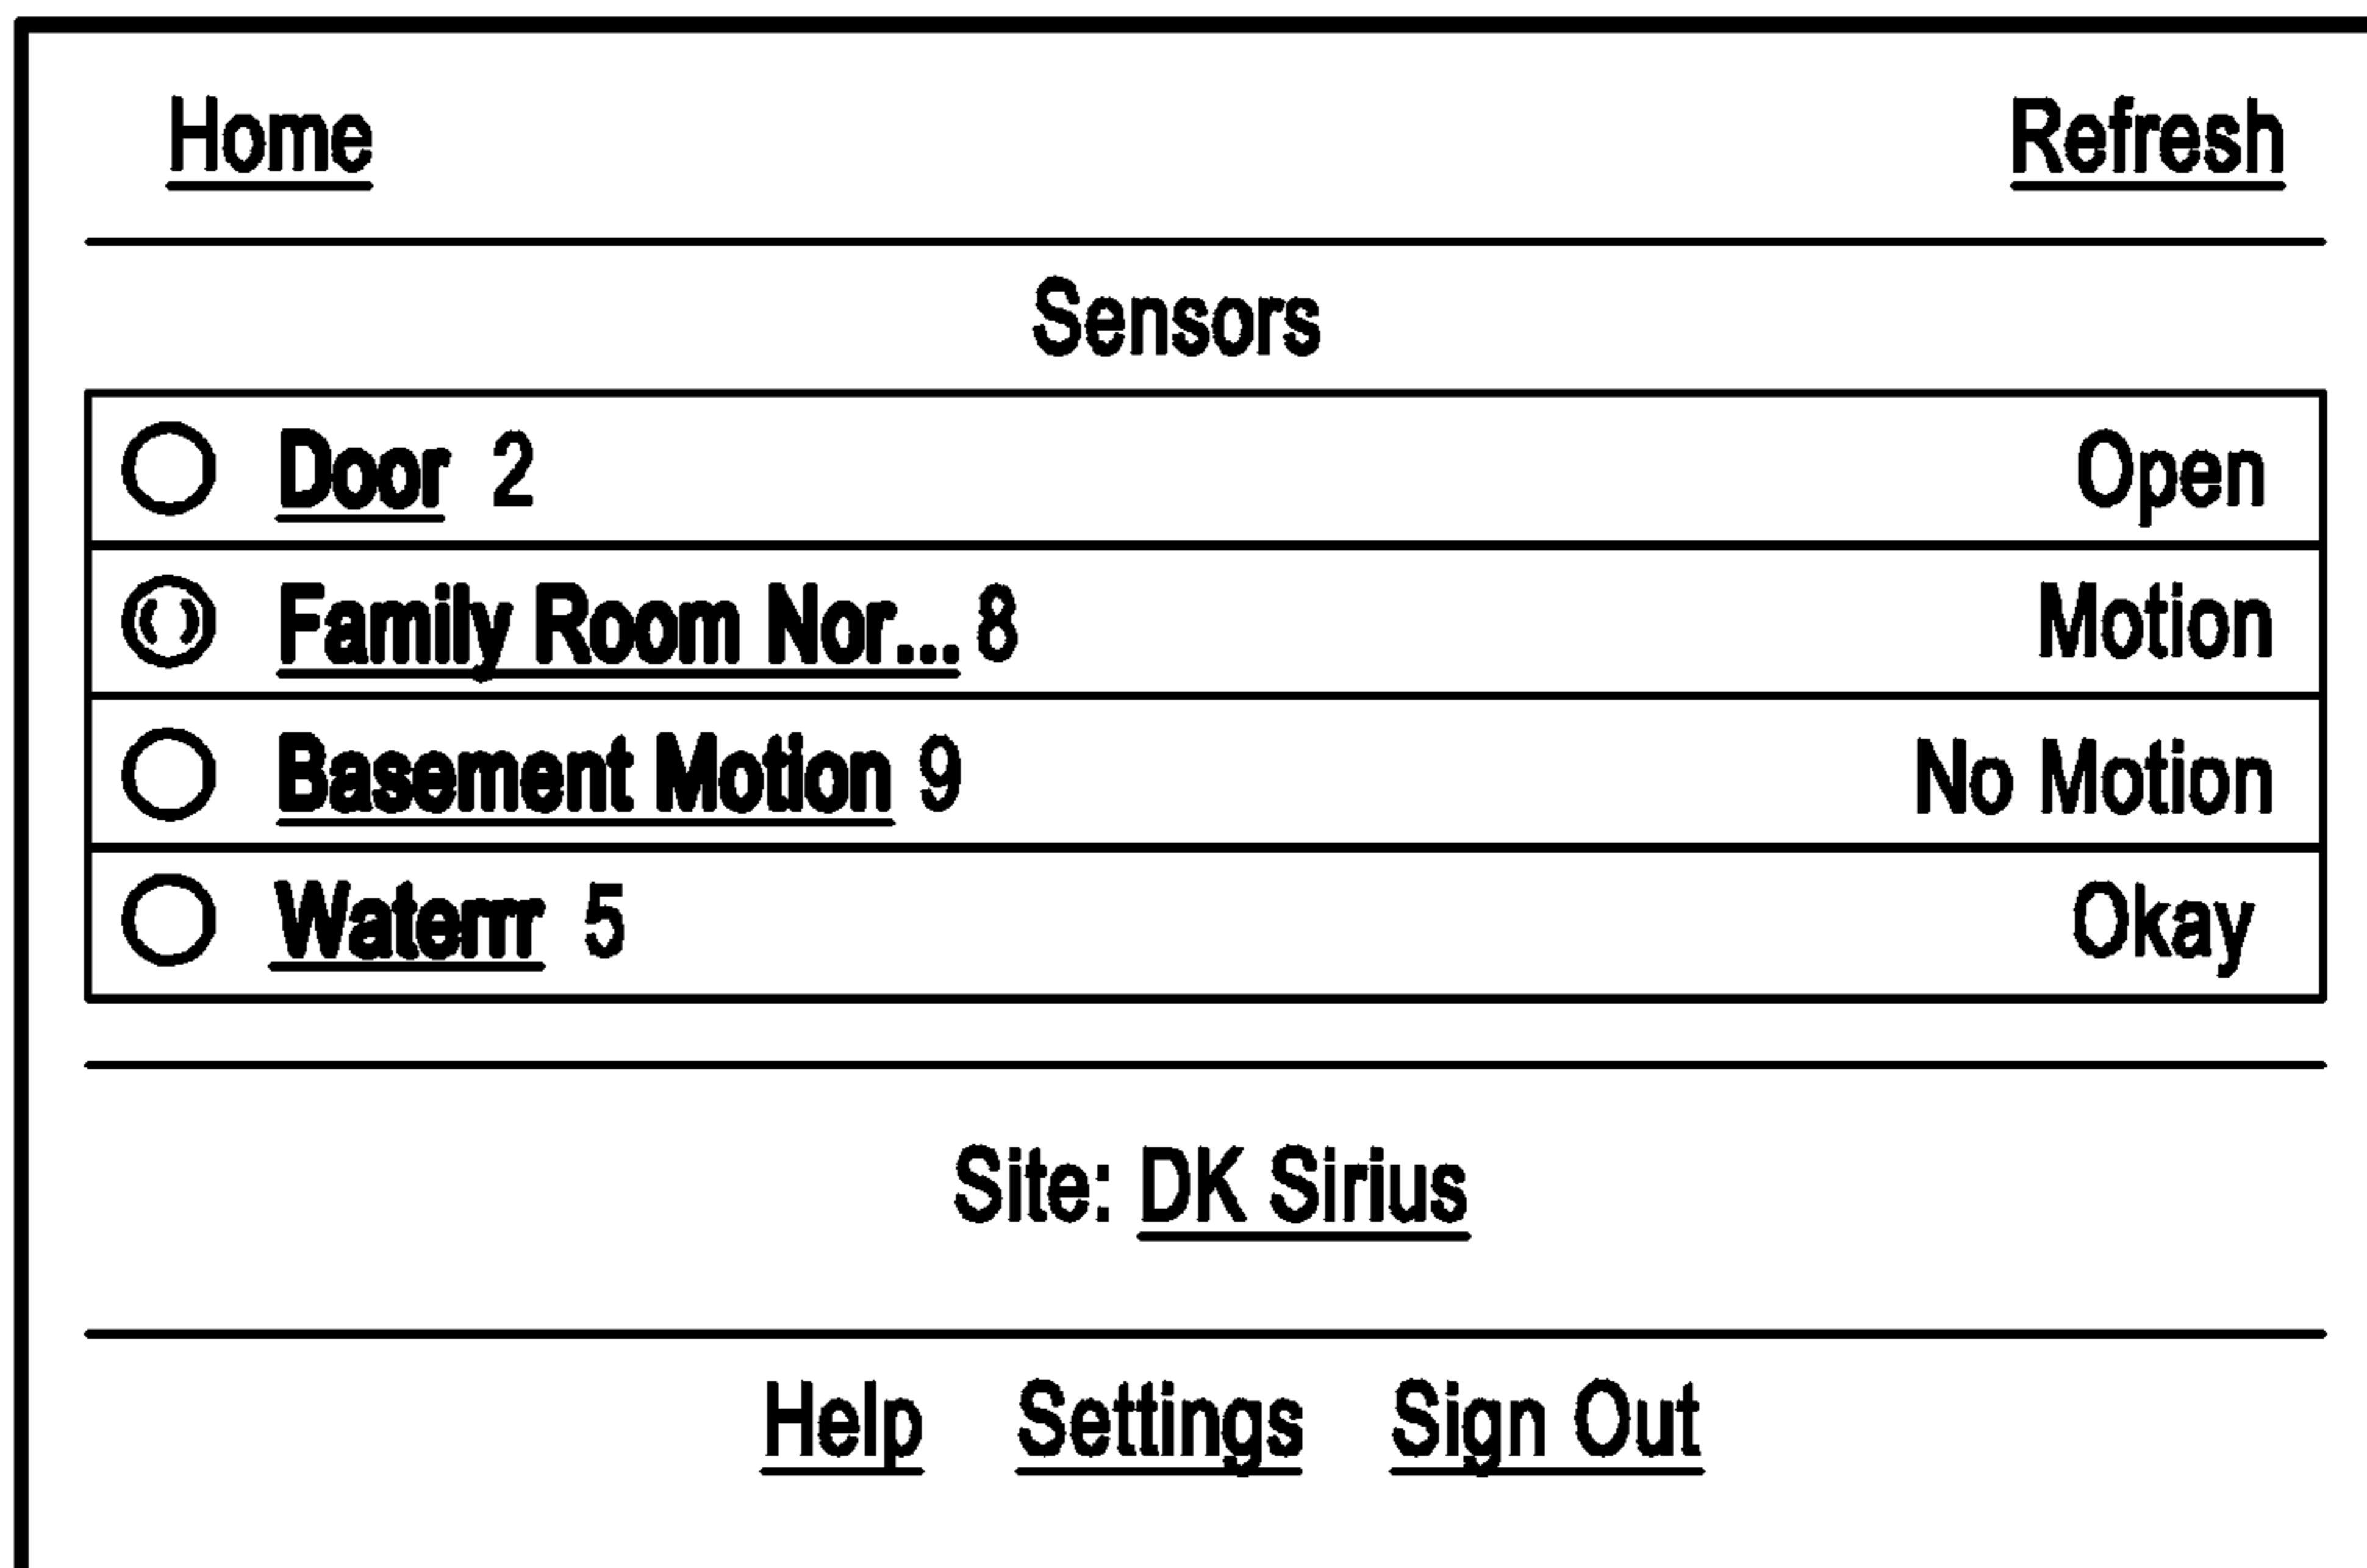 Home Refresh
Sensors
Door 2 Open
Family Room Nor... 8 Motion
Basement Motion 9 No Motion
Waterrr 5 Okay
Site: DK Sirius
Help Settings Sign Out